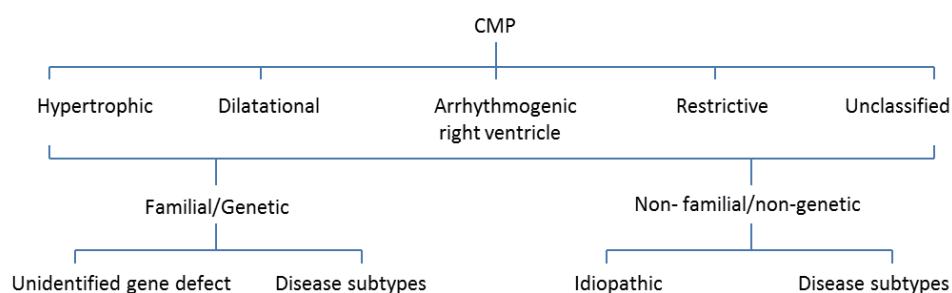 CMP
Hypertrophic
Dilatational
Arrhythmogenic
right ventricle
Restrictive
Unclassified
Familial/Genetic
Non- familial/non-genetic
Unidentified gene defect
Disease subtypes
Idiopathic
Disease subtypes